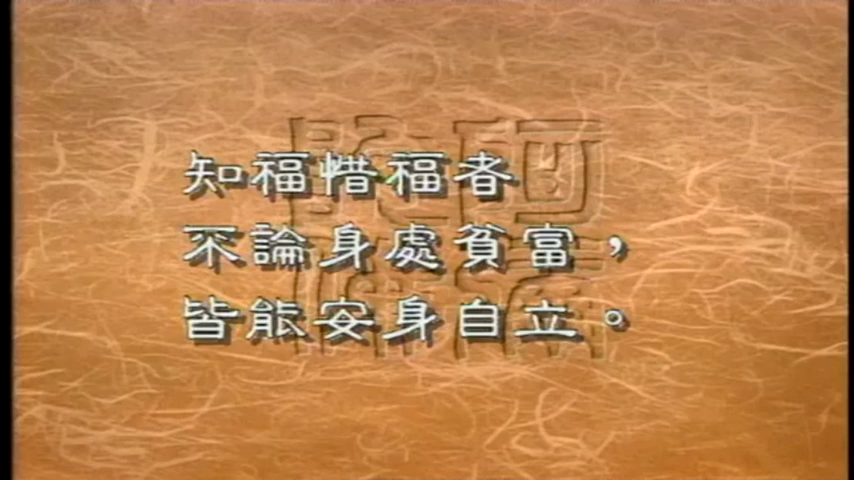 知福惜福者
不論身處貧富，
皆能安身自立。